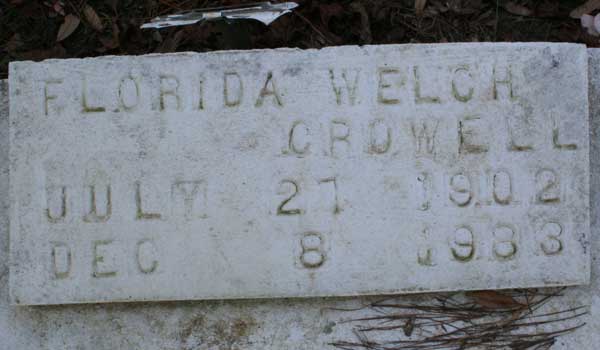 FLORIDA WELCH
CROWELL
JULY 27 1902
DEC 8 1983